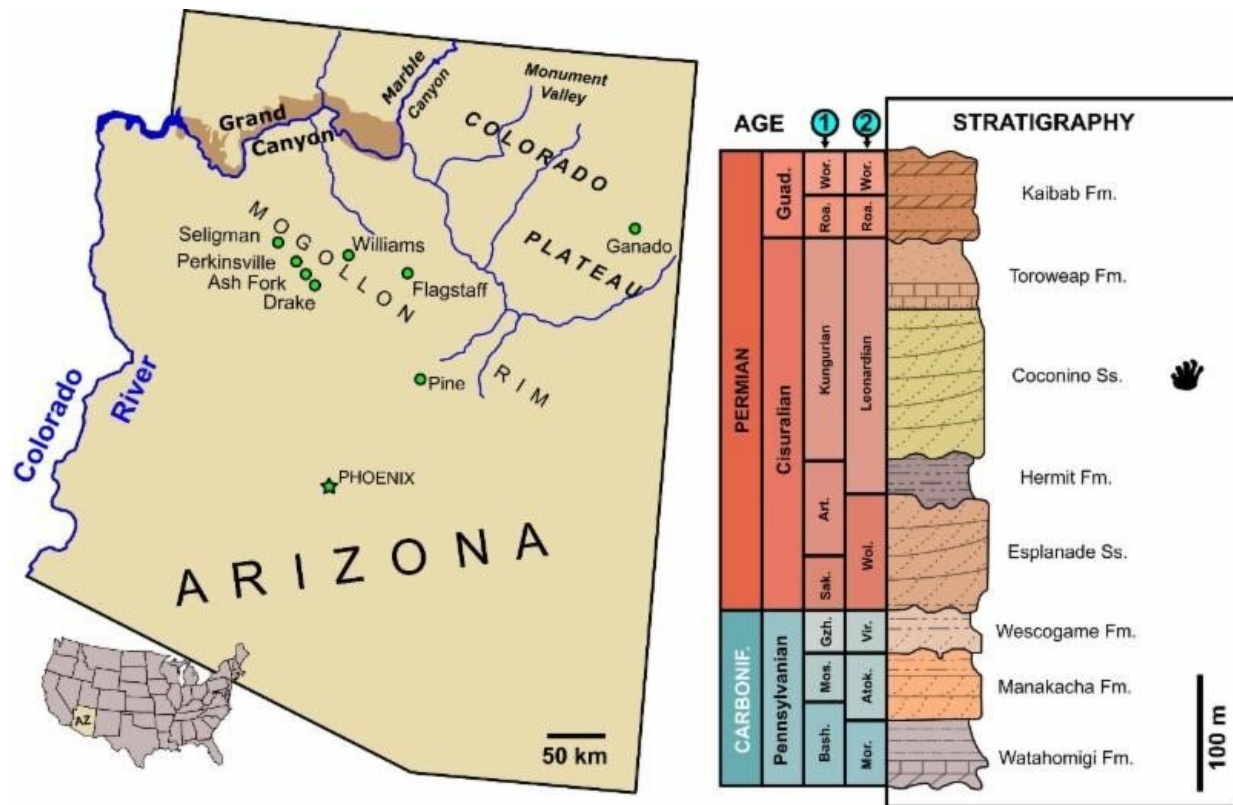 Grand
Canyon
Marble
Canyon
Monument
Valley
COLORADO
PLATEAU
MOGOLLON
RIM
Seligman
Perkinsville
Ash Fork
Drake
Williams
Flagstaff
Ganado
Pine
PHOENIX
Colorado
River
ARIZONA
AZ
50 km
AGE
1
2
STRATIGRAPHY
PERMIAN
CARBONIF.
Guad.
Cisuralian
Pennsylvanian
Wor.
Roa.
Kungurian
Art.
Sak.
Gzh.
Mos.
Bash.
Wor.
Roa.
Leonardian
Wol.
Vir.
Atok.
Mor.
Kaibab Fm.
Toroweap Fm.
Coconino Ss.
Hermit Fm.
Esplanade Ss.
Wescogame Fm.
Manakacha Fm.
Watahomigi Fm.
100 m